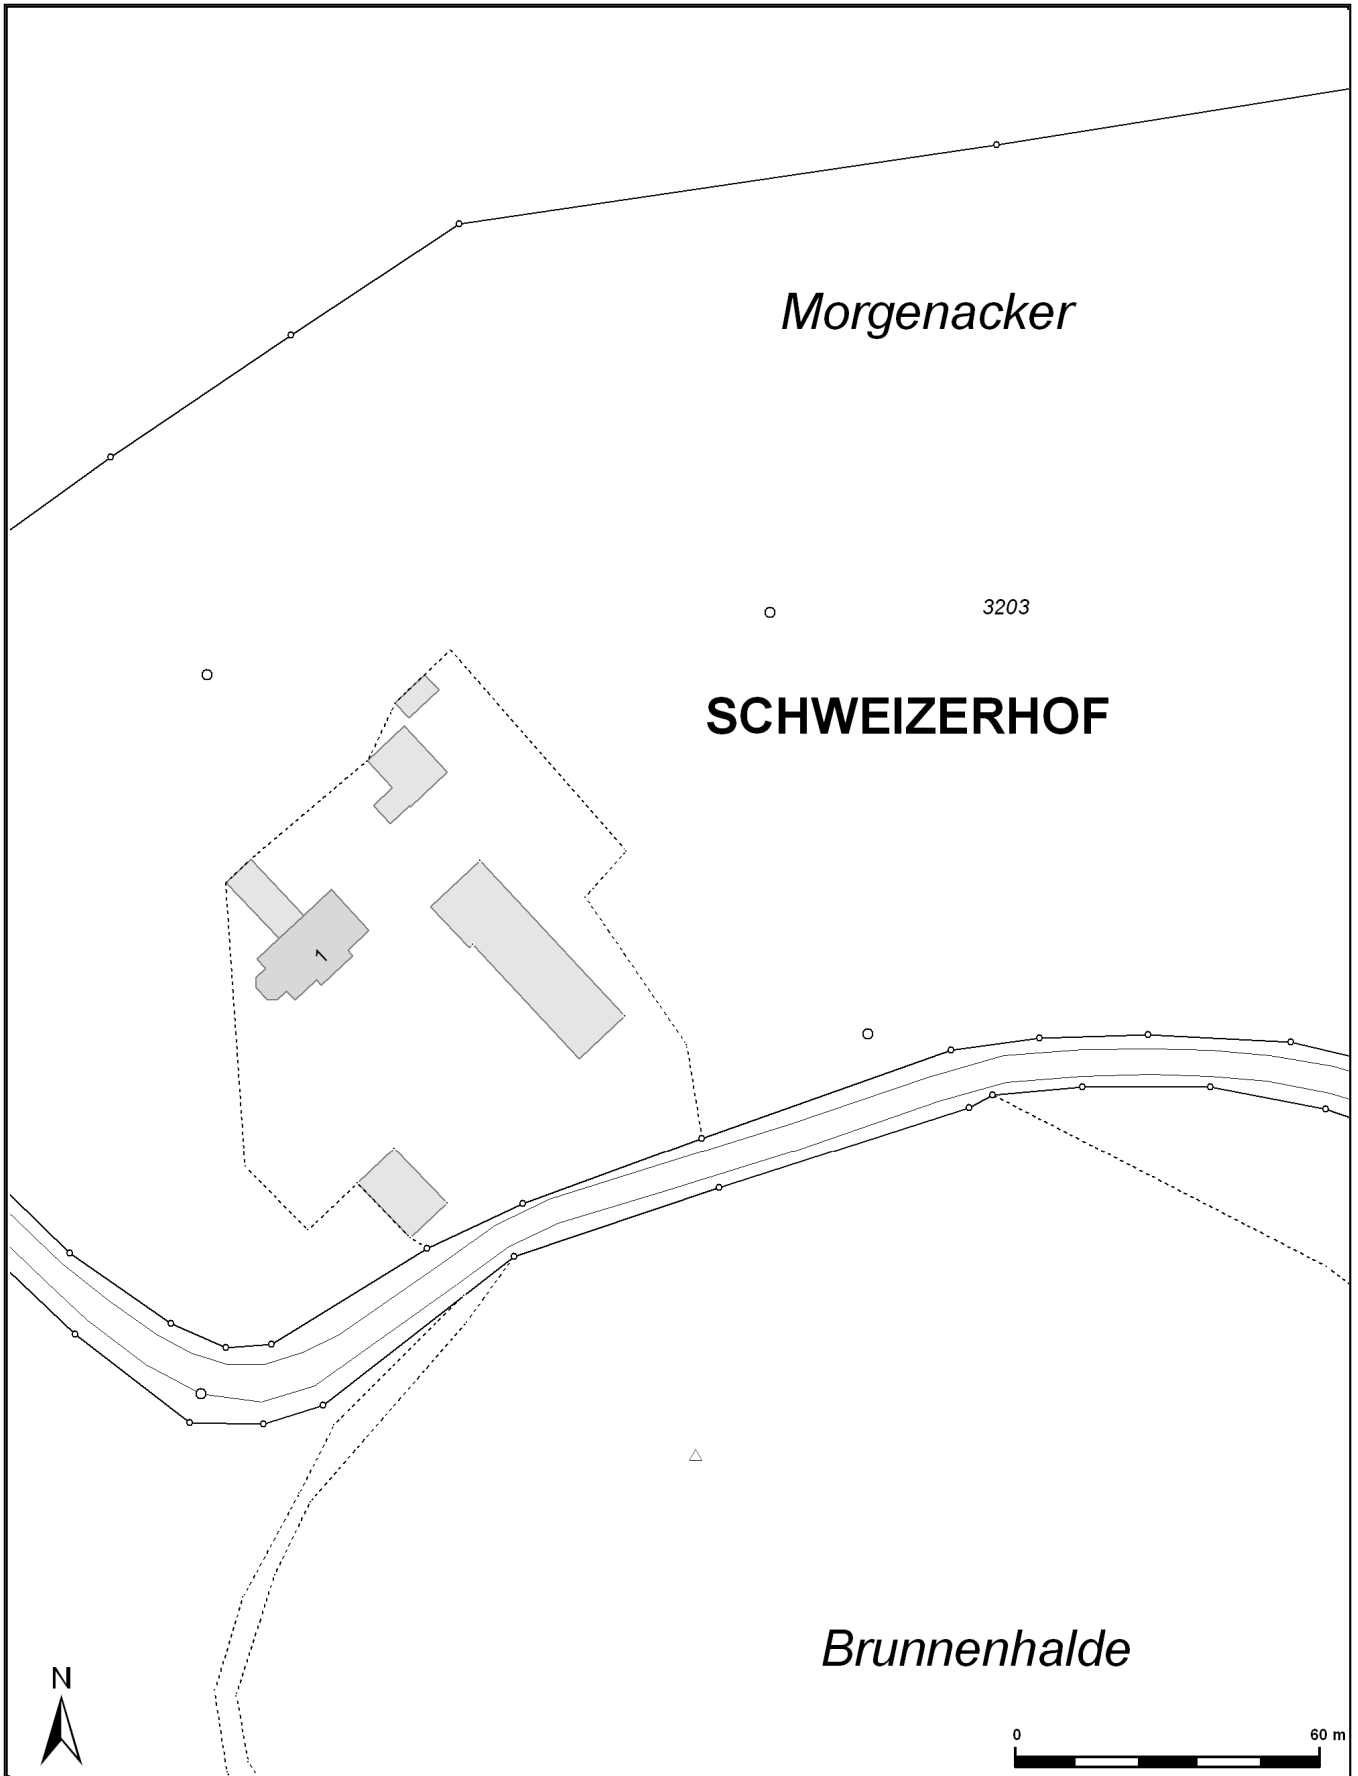 Morgenacker
3203
SCHWEIZERHOF
1
Brunnenhalde
N
0 60 m